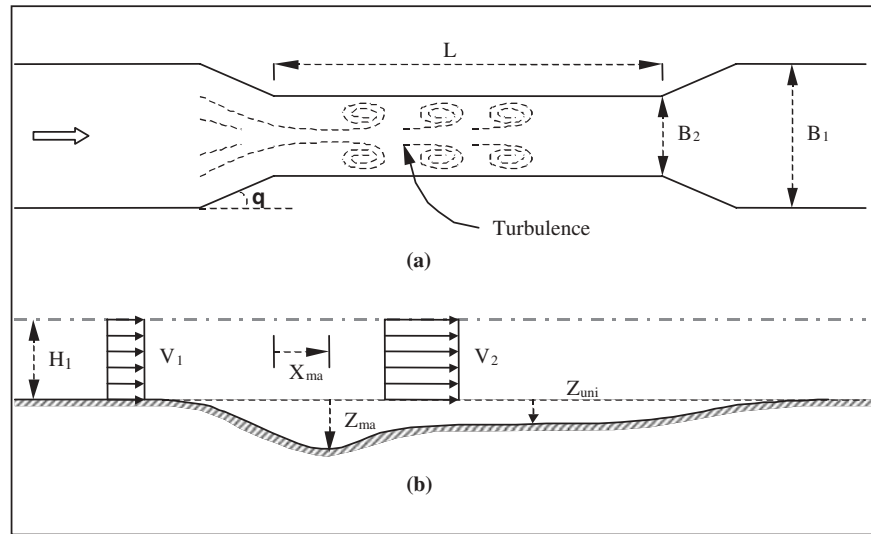 L
B2
B1
q
Turbulence
(a)
H1
V1
V2
Xma
Zuni
Zma
(b)